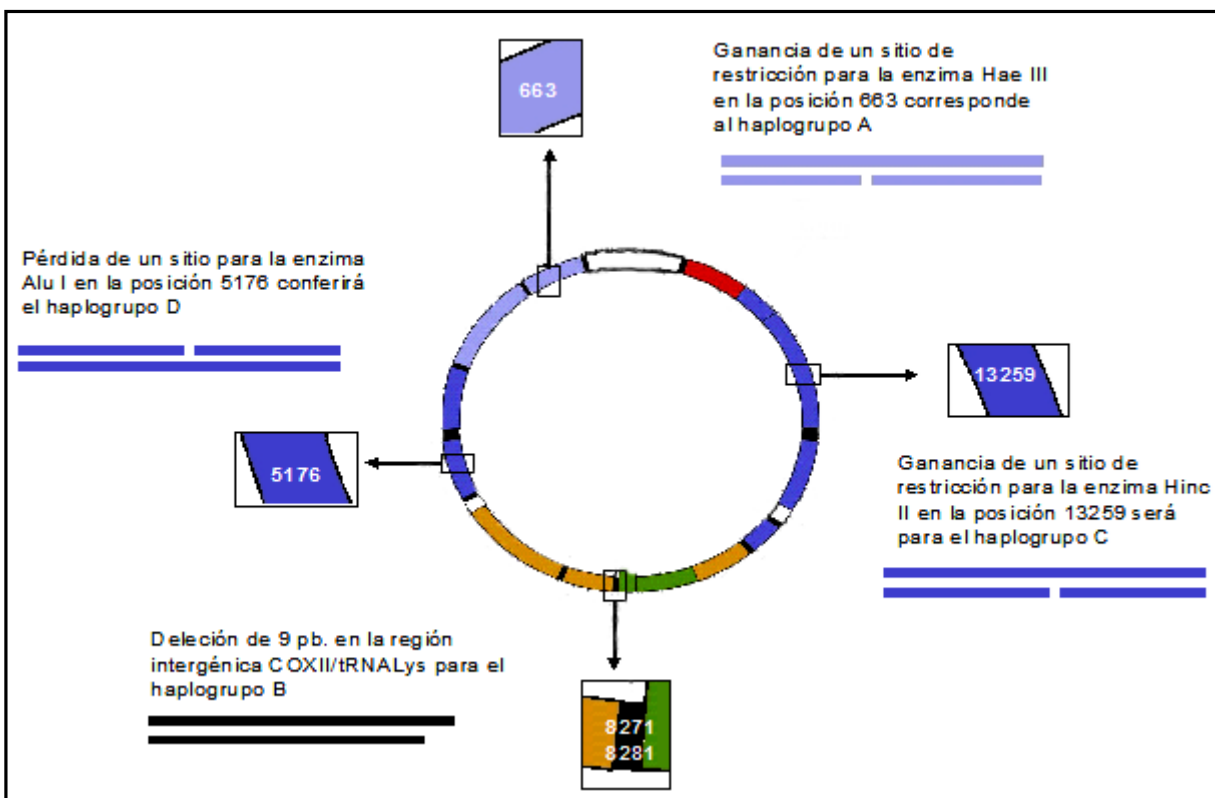 663
Ganancia de un sitio de
restricción para la enzima Hae III
en la posición 663 corresponde
al haplogrupo A
Pérdida de un sitio para la enzima
Alu I en la posición 5176 conferirá
el haplogrupo D
13259
5176
Ganancia de un sitio de
restricción para la enzima Hinc
II en la posición 13259 será
para el haplogrupo C
Deleción de 9 pb. en la región
intergénica COXII/tRNALys para el
haplogrupo B
8271
8281